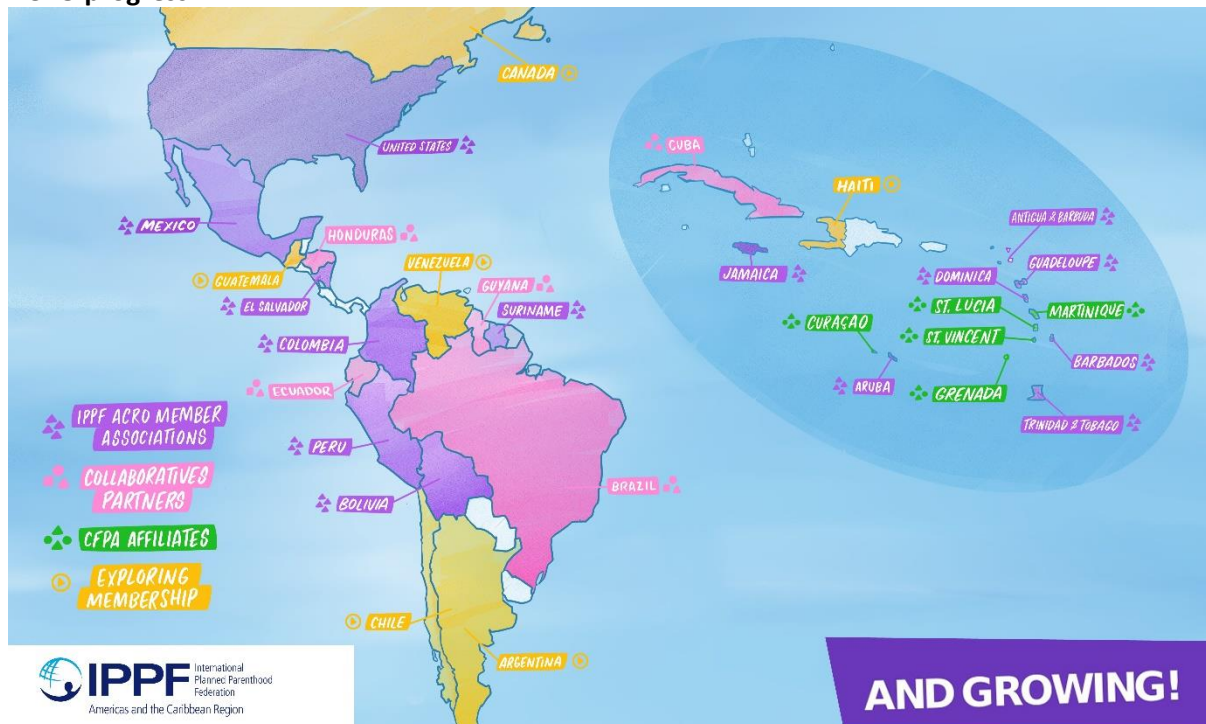 CANADA
UNITED STATES
MEXICO
HONDURAS
GUATEMALA
EL SALVADOR
VENEZUELA
GUYANA
SURINAME
COLOMBIA
ECUADOR
PERU
BOLIVIA
BRAZIL
CHILE
ARGENTINA
CUBA
HAITI
JAMAICA
ANTIGUA & BARBUDA
GUADELOUPE
DOMINICA
ST. LUCIA
MARTINIQUE
CURAÇAO
ST. VINCENT
BARBADOS
ARUBA
GRENADA
TRINIDAD & TOBAGO
IPPF ACRO MEMBER
ASSOCIATIONS
COLLABORATIVES
PARTNERS
CFPA AFFILIATES
EXPLORING
MEMBERSHIP
IPPF
International
Planned Parenthood
Federation
Americas and the Caribbean Region
AND GROWING!